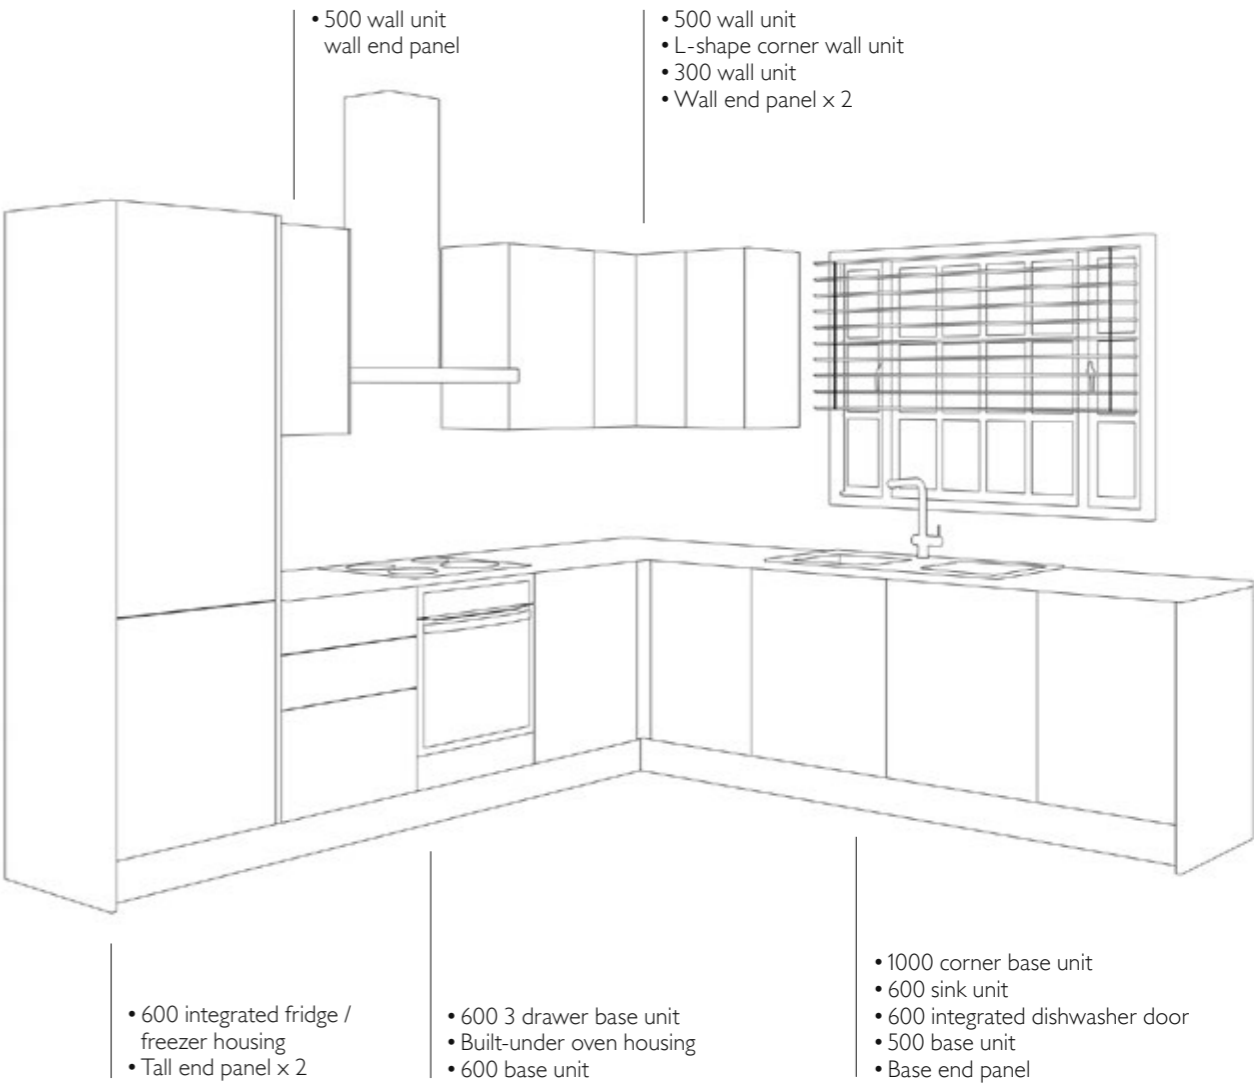 • 500 wall unit
wall end panel
• 500 wall unit
• L-shape corner wall unit
• 300 wall unit
• Wall end panel x 2
• 600 integrated fridge /
freezer housing
• Tall end panel x 2
• 600 3 drawer base unit
• Built-under oven housing
• 600 base unit
• 1000 corner base unit
• 600 sink unit
• 600 integrated dishwasher door
• 500 base unit
• Base end panel